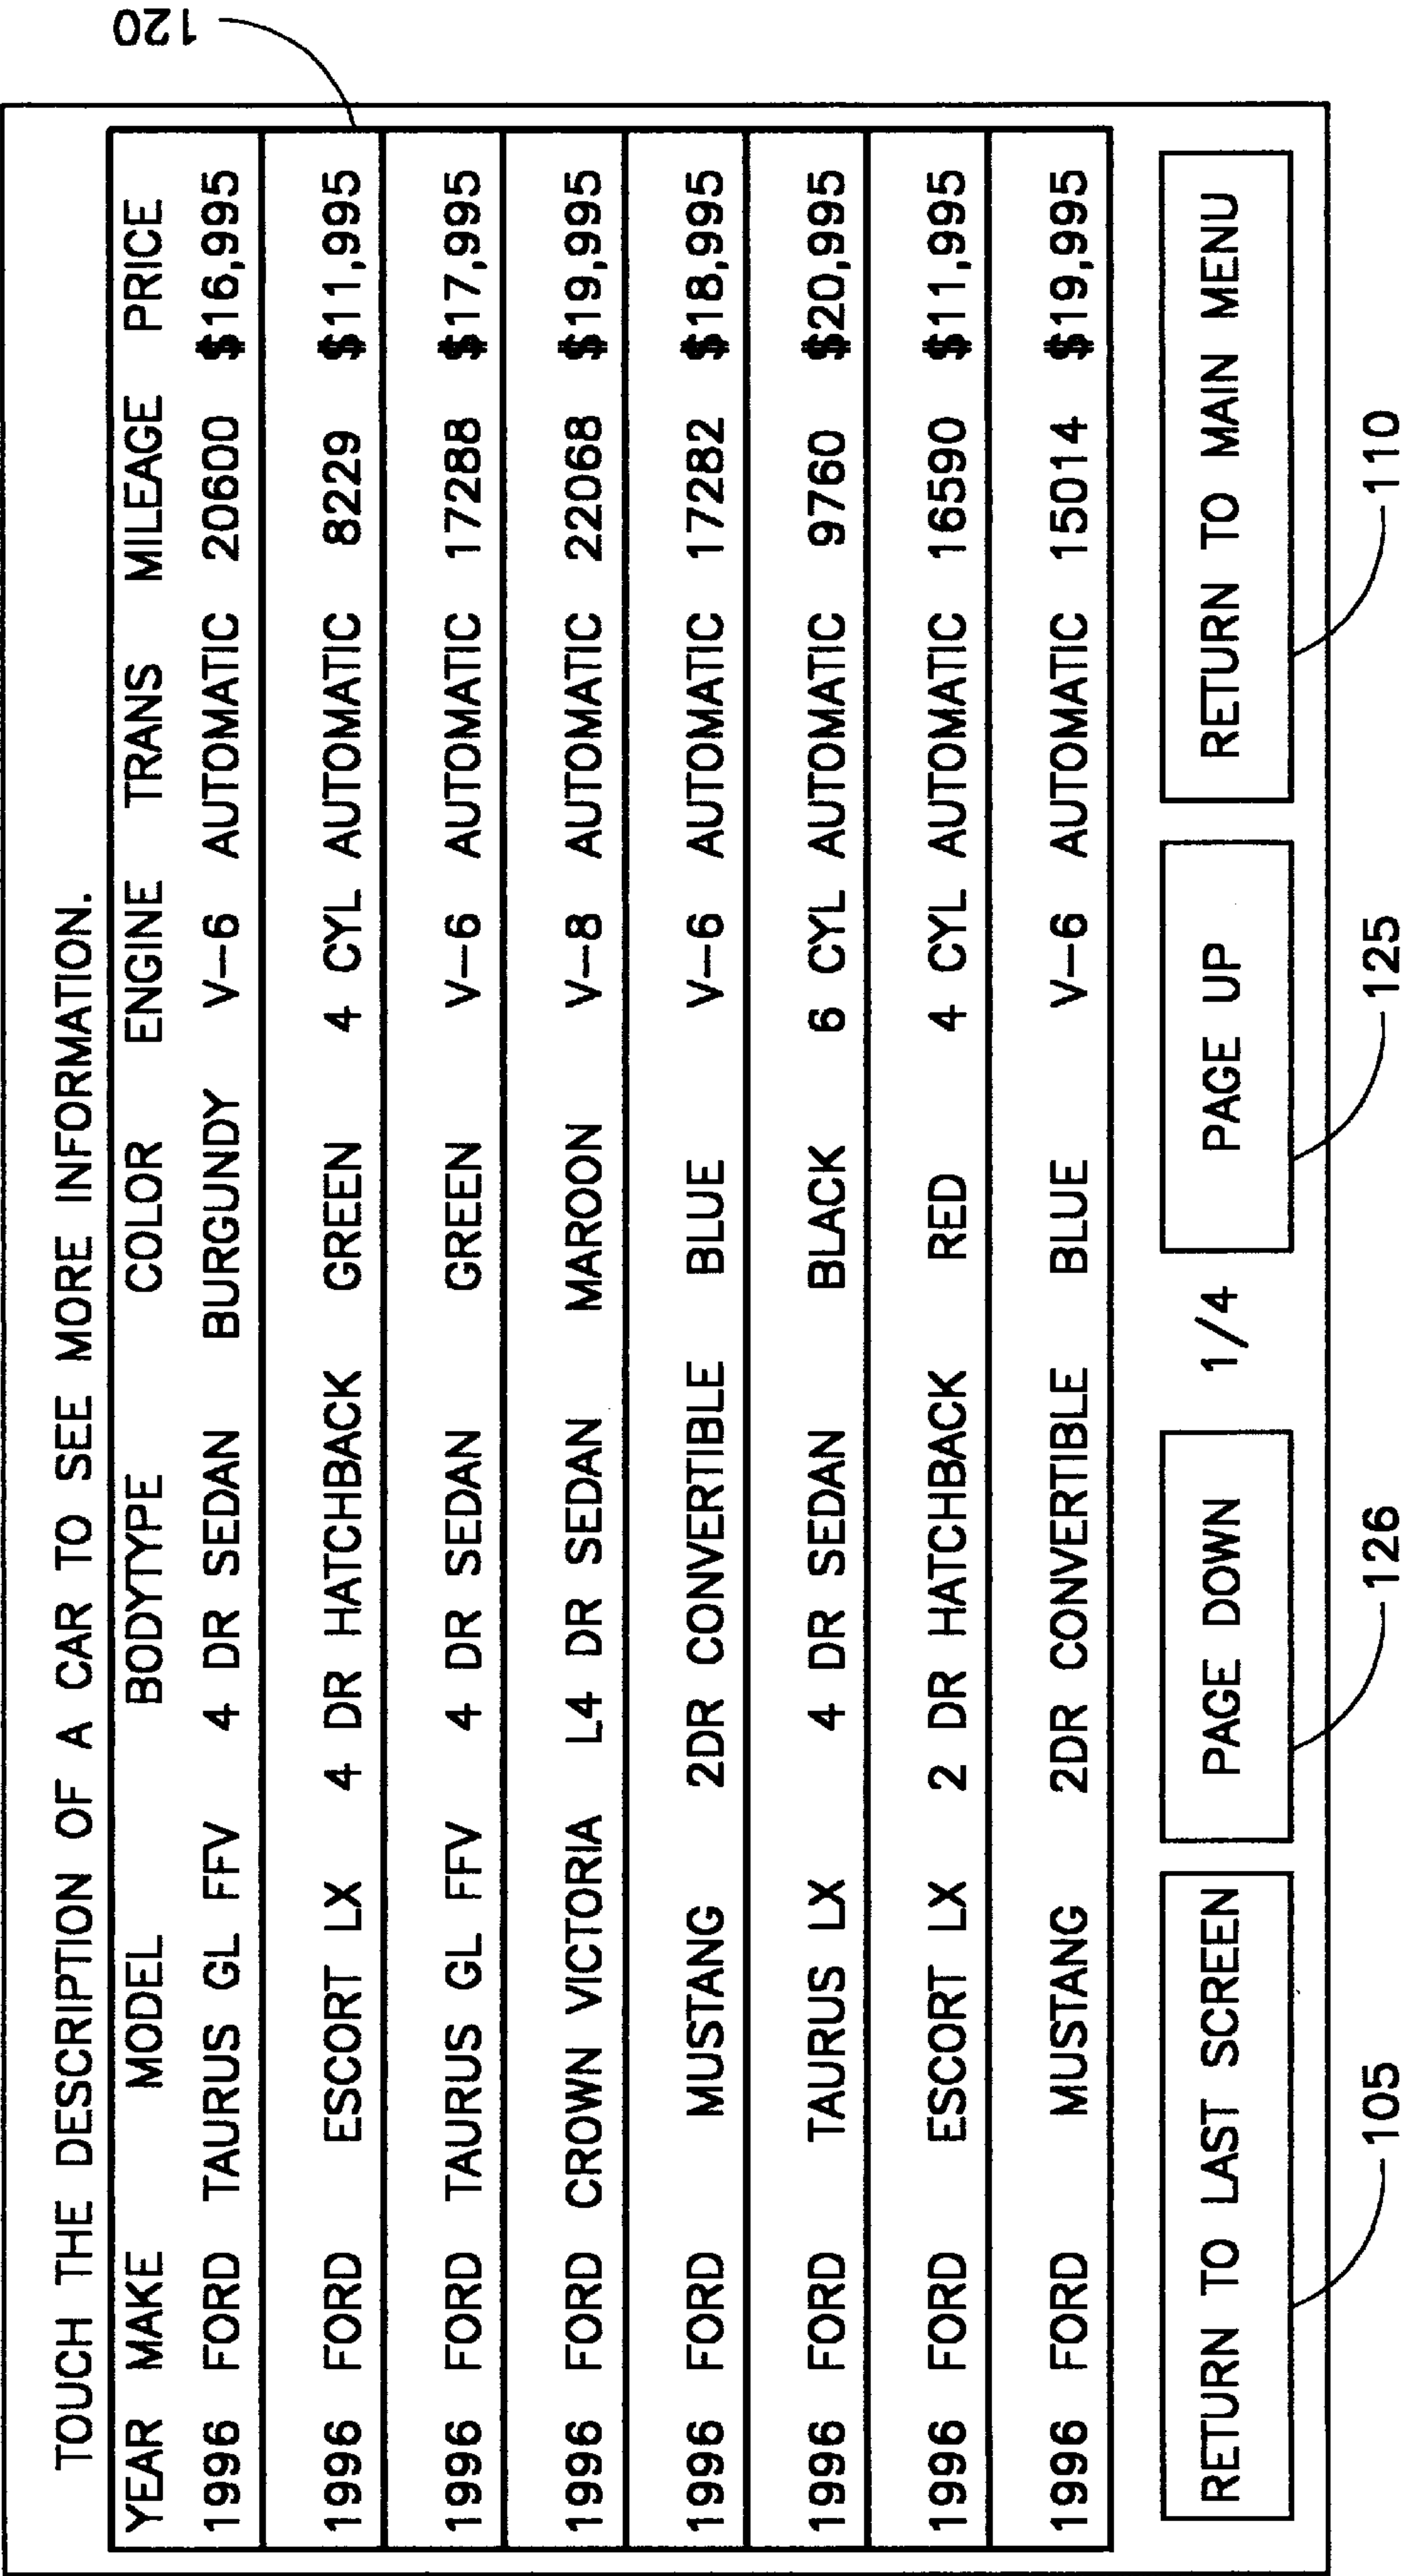 TOUCH THE DESCRIPTION OF A CAR TO SEE MORE INFORMATION.
YEAR MAKE MODEL BODYTYPE COLOR ENGINE TRANS MILEAGE PRICE
1996 FORD TAURUS GL FFV 4 DR SEDAN BURGUNDY V-6 AUTOMATIC 20600 $16,995
1996 FORD ESCORT LX 4 DR HATCHBACK GREEN 4 CYL AUTOMATIC 8229 $11,995
1996 FORD TAURUS GL FFV 4 DR SEDAN GREEN V-6 AUTOMATIC 17288 $17,995
1996 FORD CROWN VICTORIA L4 DR SEDAN MAROON V-8 AUTOMATIC 22068 $19,995
1996 FORD MUSTANG 2DR CONVERTIBLE BLUE V-6 AUTOMATIC 17282 $18,995
1996 FORD TAURUS LX 4 DR SEDAN BLACK 6 CYL AUTOMATIC 9760 $20,995
1996 FORD ESCORT LX 2 DR HATCHBACK RED 4 CYL AUTOMATIC 16590 $11,995
1996 FORD MUSTANG 2DR CONVERTIBLE BLUE V-6 AUTOMATIC 15014 $19,995
RETURN TO LAST SCREEN PAGE DOWN 1/4 PAGE UP RETURN TO MAIN MENU
105 126 125 110
120